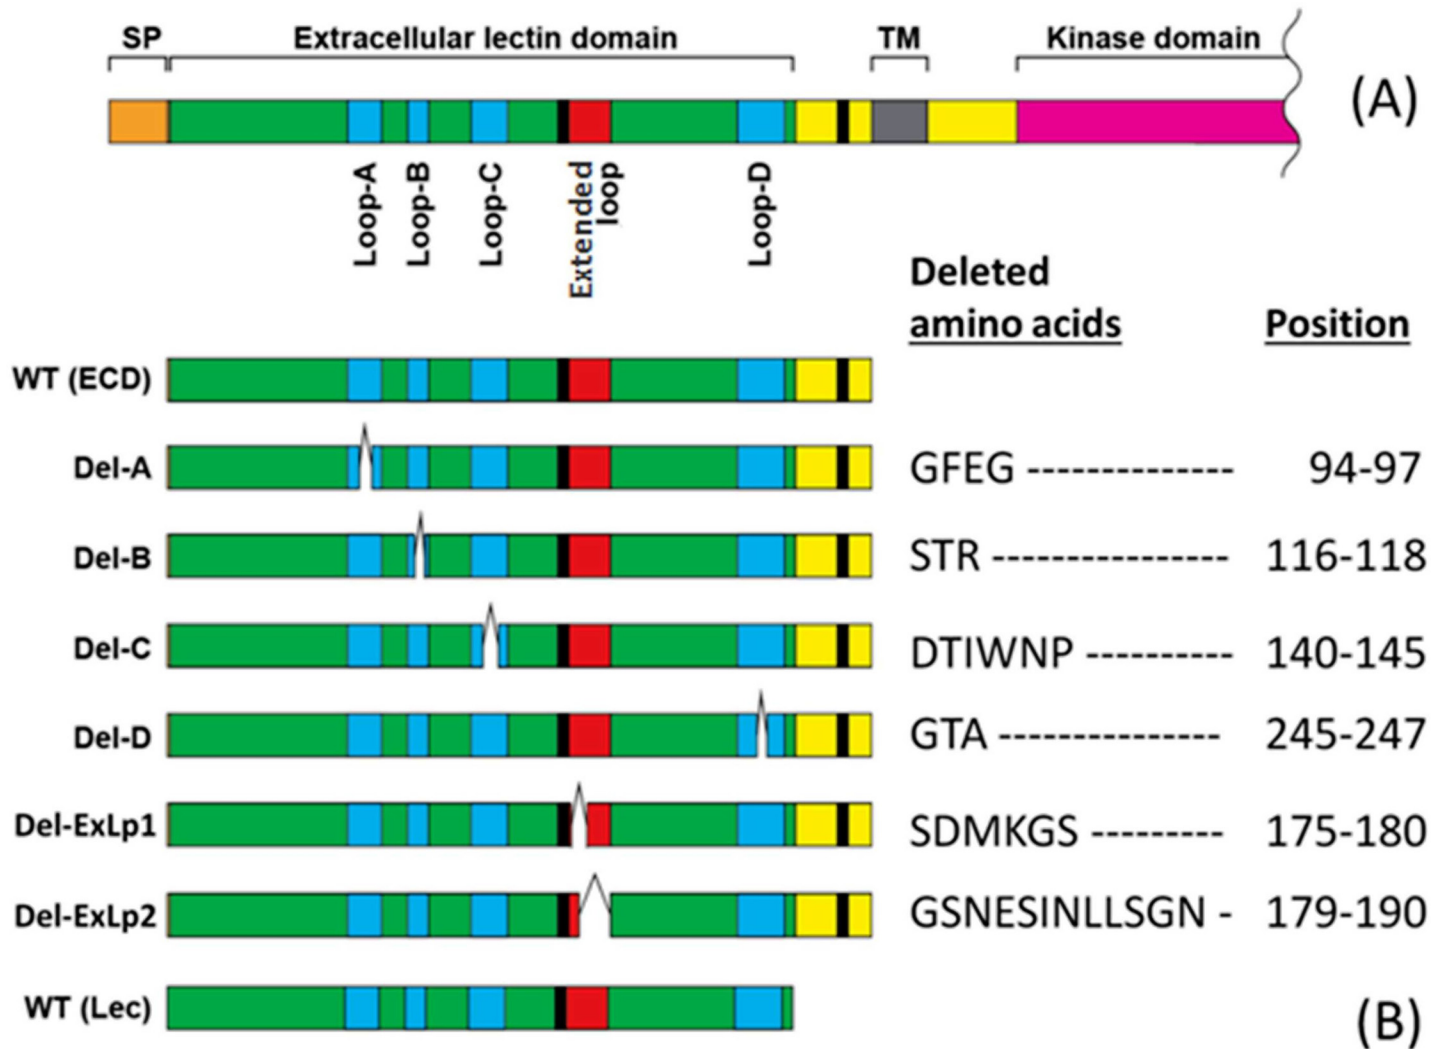 SP Extracellular lectin domain TM Kinase domain
(A)
Loop-A
Loop-B
Loop-C
Extended
loop
Loop-D
Deleted
amino acids Position
WT (ECD)
Del-A GFEG -------------- 94-97
Del-B STR ---------------- 116-118
Del-C DTIWNP ---------- 140-145
Del-D GTA --------------- 245-247
Del-ExLp1 SDMKGS --------- 175-180
Del-ExLp2 GSNESINLLSGN - 179-190
WT (Lec)
(B)